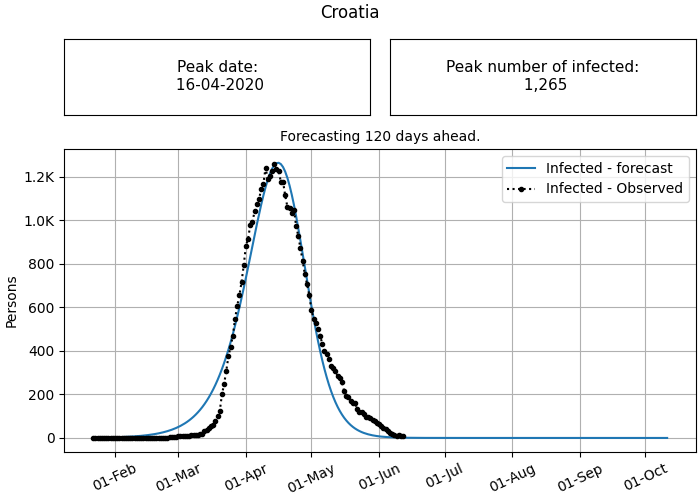 Croatia
Peak date:
16-04-2020
Peak number of infected:
1,265
Forecasting 120 days ahead.
Infected - forecast
Infected - Observed
1.2K
1.0K
800
600
400
200
0
Persons
01-Feb
01-Mar
01-Apr
01-May
01-Jun
01-Jul
01-Aug
01-Sep
01-Oct